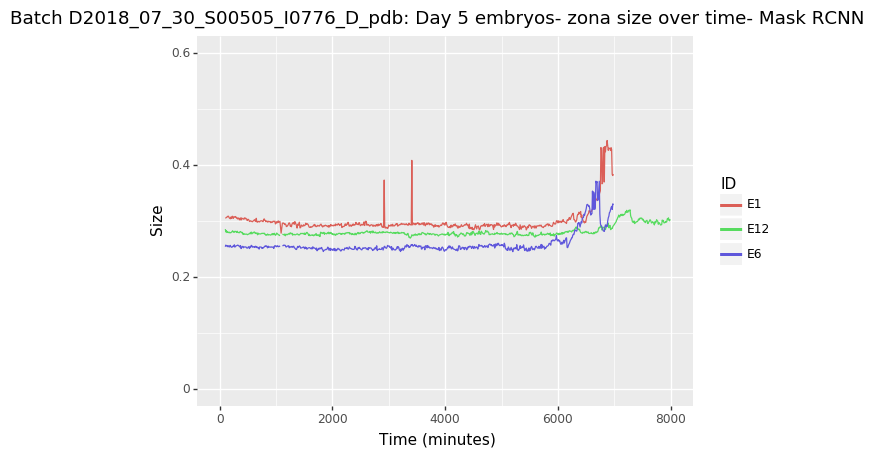 Batch D2018_07_30_S00505_I0776_D_pdb: Day 5 embryos- zona size over time- Mask RCNN
0.6
0.4
0.2
0
Size
0 2000 4000 6000 8000
Time (minutes)
ID
E1
E12
E6